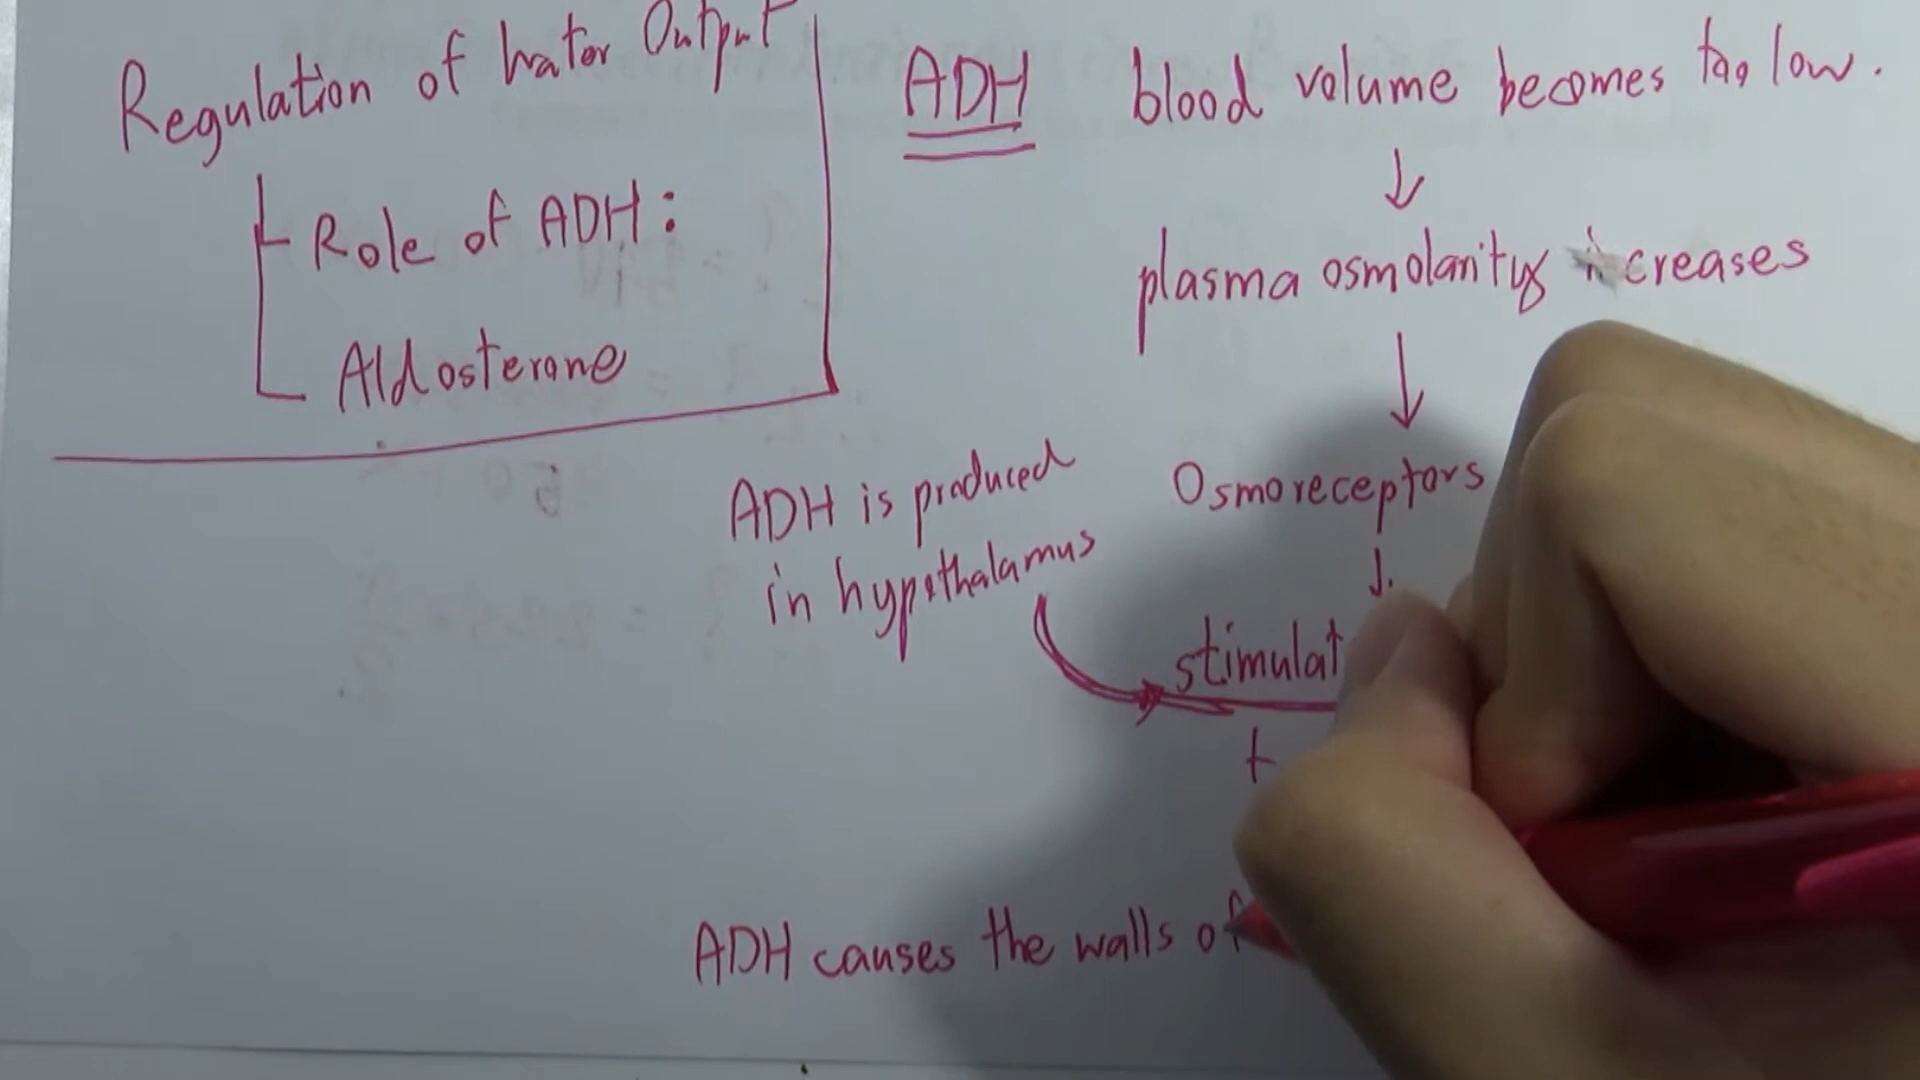 Regulation of Water Output
Role of ADH:
Aldosterone
ADH
blood volume becomes too low.
plasma osmolarity increases
Osmoreceptors
ADH is produced
in hypothalamus
stimulat
t
ADH causes the walls of